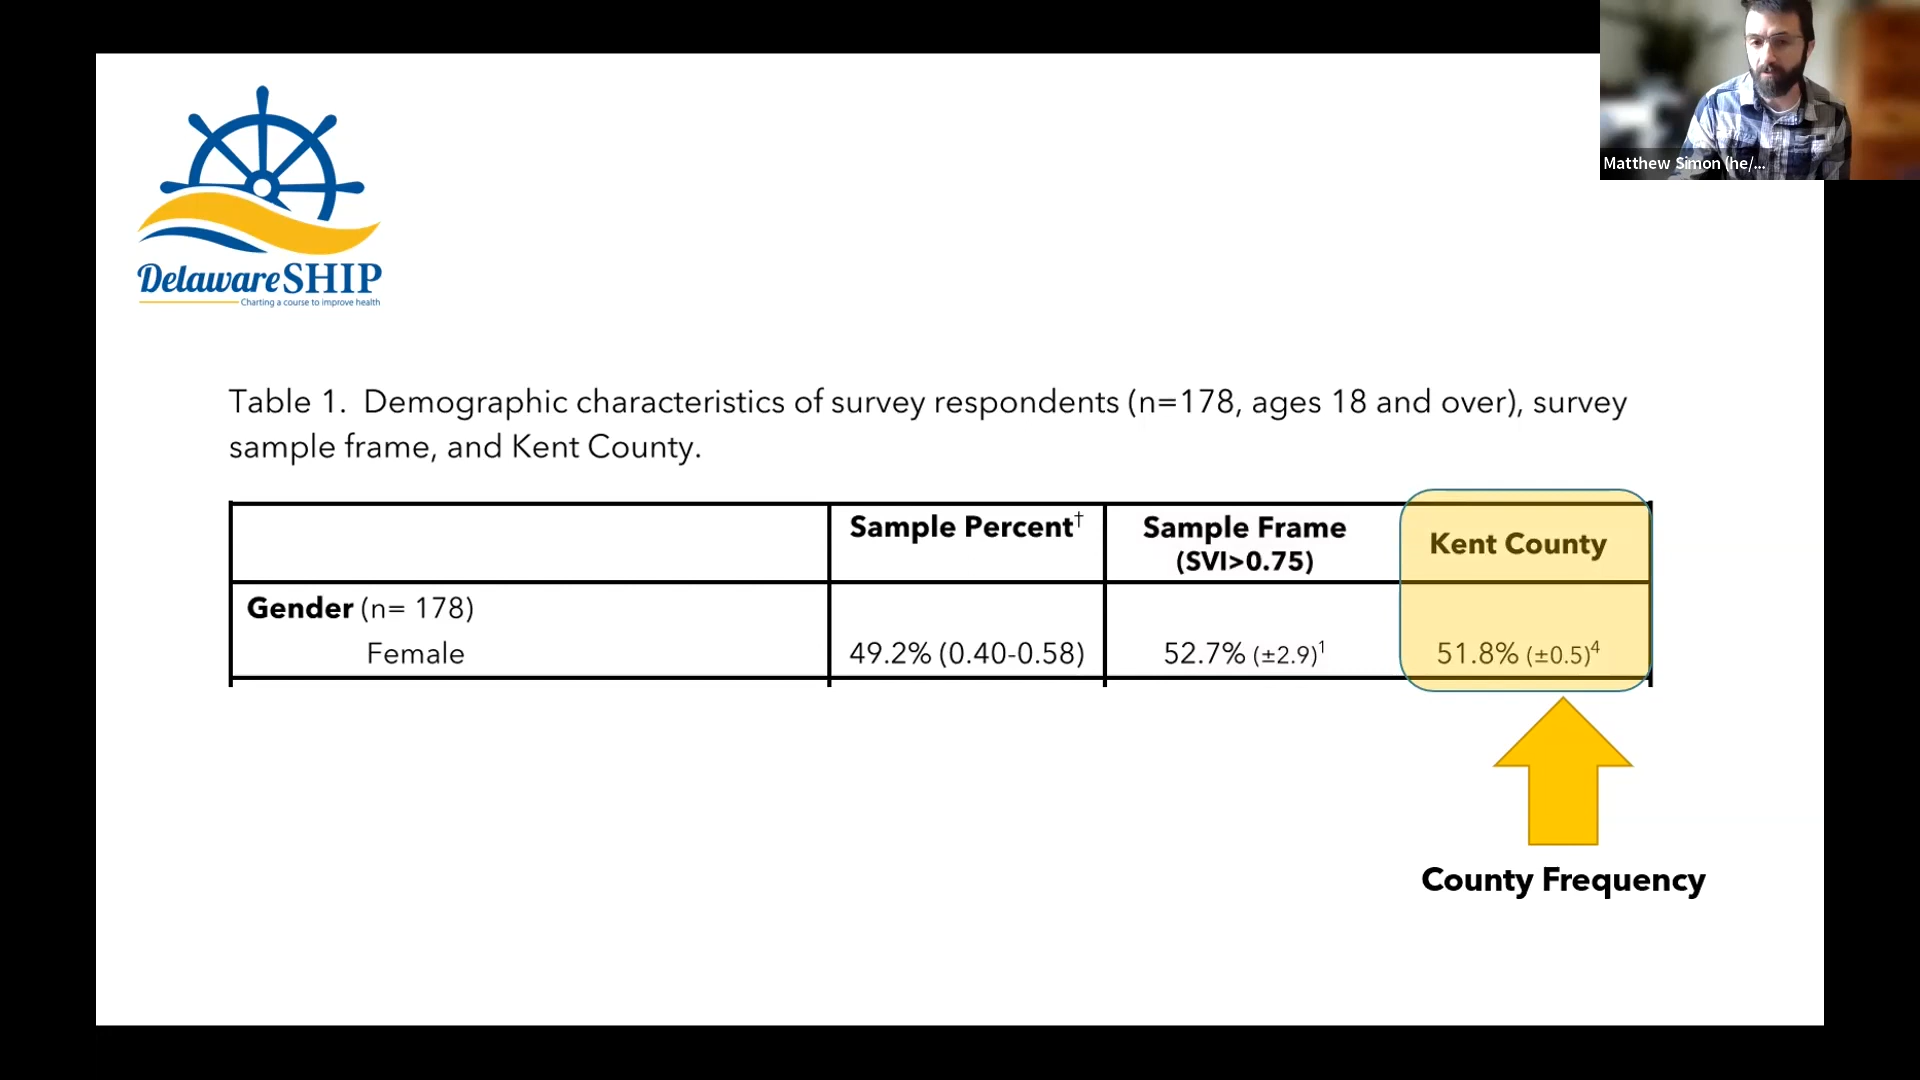 Matthew Simon (he/...
DelawareSHIP
Charting a course to improve health
Table 1.  Demographic characteristics of survey respondents (n=178, ages 18 and over), survey
sample frame, and Kent County.
Sample Percent†
Sample Frame
(SVI>0.75)
Kent County
Gender (n= 178)
Female
49.2% (0.40-0.58)
52.7% (±2.9)¹
51.8% (±0.5)⁴
County Frequency